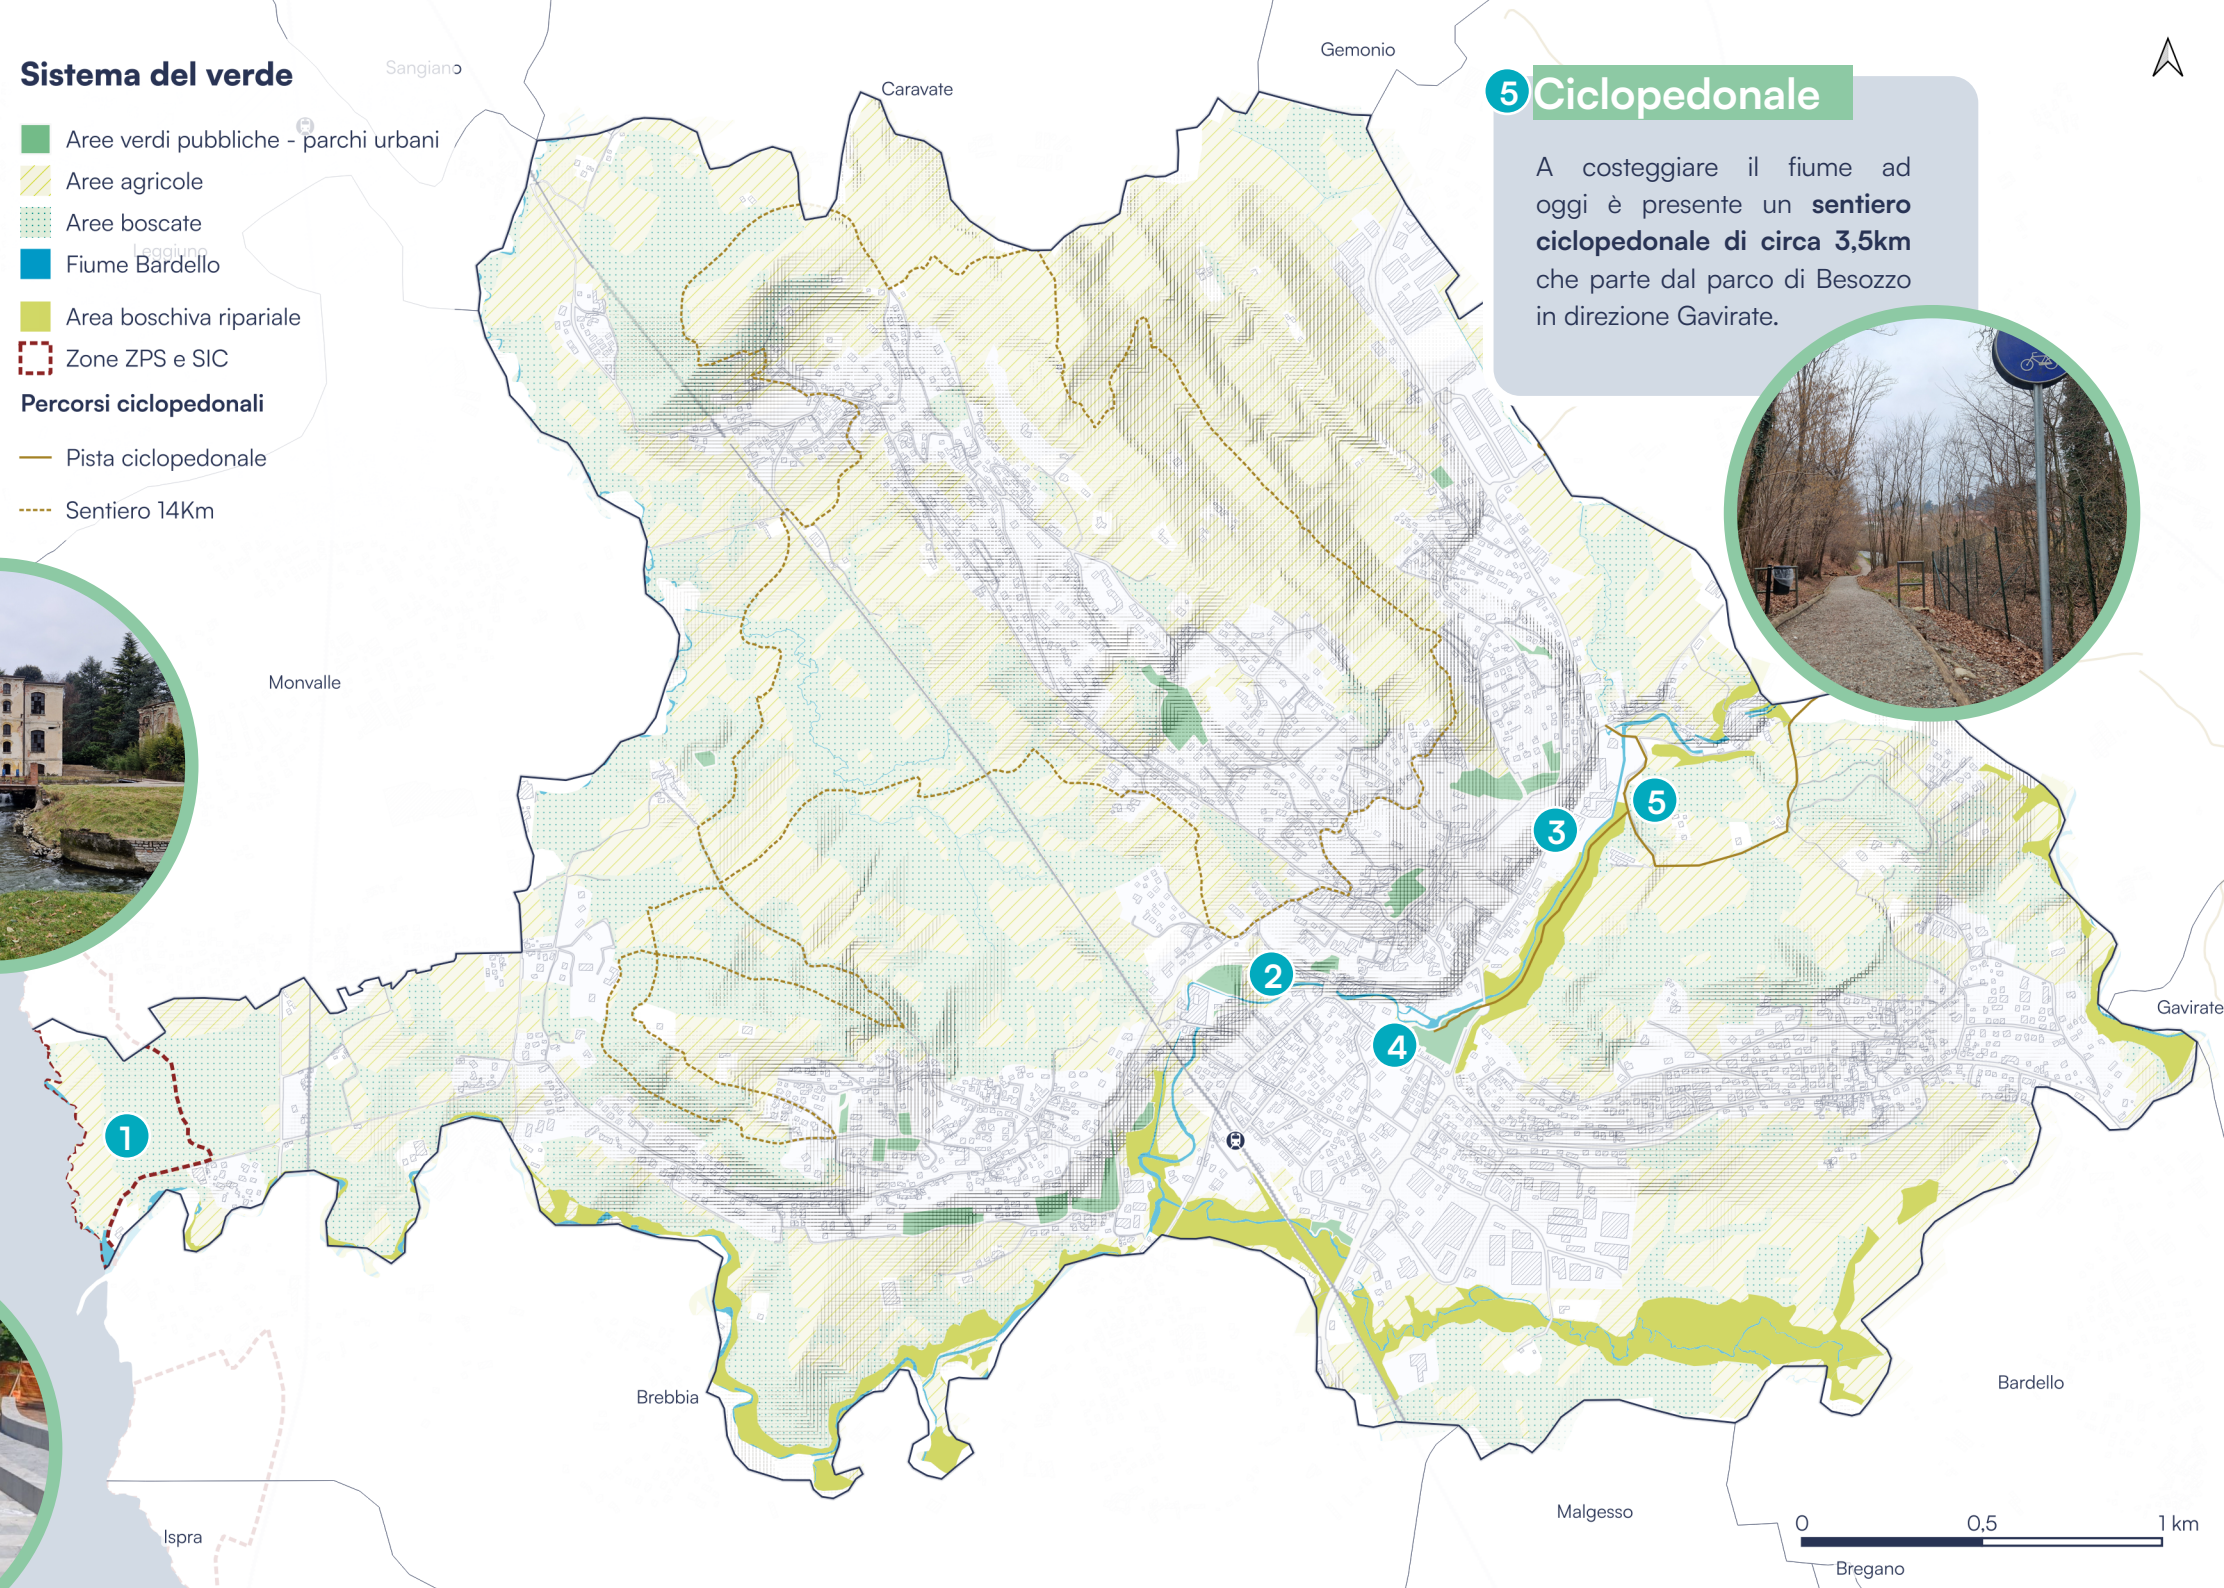 Sistema del verde
Aree verdi pubbliche - parchi urbani
Aree agricole
Aree boscate
Fiume Bardello
Area boschiva ripariale
Zone ZPS e SIC
Percorsi ciclopedonali
Pista ciclopedonale
Sentiero 14Km
Sangiano
Leggiuno
Caravate
Gemonio
5 Ciclopedonale
A costeggiare il fiume ad
oggi è presente un sentiero
ciclopedonale di circa 3,5km
che parte dal parco di Besozzo
in direzione Gavirate.
Monvalle
5
3
2
4
1
Gavirate
Brebbia
Bardello
Ispra
Malgesso
0 0,5 1 km
Bregano